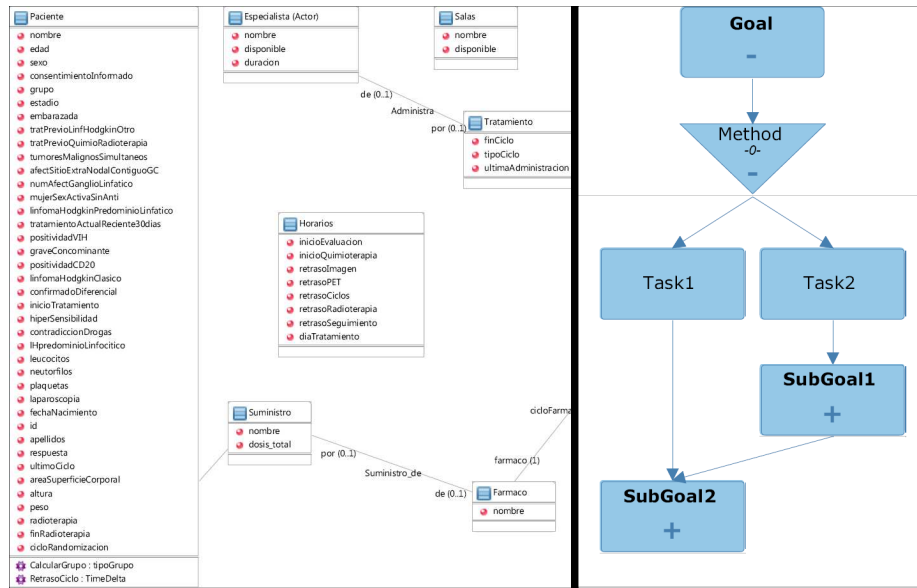 Paciente
nombre
edad
sexo
consentimientoInformado
grupo
estadio
embarazada
tratPrevioLinfHodgkinOtro
tratPrevioQuimioRadioterapia
tumoresMalignosSimultaneos
afectSitioExtraNodalContiguoGC
numAfectGanglioLinfatico
mujerSexActivaSinAnti
linfomaHodgkinPredominioLinfatico
tratamientoActualReciente30dias
positividadVIH
graveConcominante
positividadCD20
linfomaHodgkinClasico
confirmadoDiferencial
inicioTratamiento
hiperSensibilidad
contradiccionDrogas
lHpredominioLinfocitico
leucocitos
neutorfilos
plaquetas
laparoscopia
fechaNacimiento
id
apellidos
respuesta
ultimoCiclo
areaSuperficieCorporal
altura
peso
radioterapia
finRadioterapia
cicloRandomizacion
CalcularGrupo : tipoGrupo
RetrasoCiclo : TimeDelta
Especialista (Actor)
nombre
disponible
duracion
Salas
nombre
disponible
de (0..1)
Administra
por (0..1)
Tratamiento
finCiclo
tipoCiclo
ultimaAdministracion
Horarios
inicioEvaluacion
inicioQuimioterapia
retrasoImagen
retrasoPET
retrasoCiclos
retrasoRadioterapia
retrasoSeguimiento
diaTratamiento
Suministro
nombre
dosis_total
por (0..1)
Suministro_de
de (0..1)
cicloFarma
farmaco (1)
Farmaco
nombre
Goal
-
Method
-0-
-
Task1
Task2
SubGoal1
+
SubGoal2
+